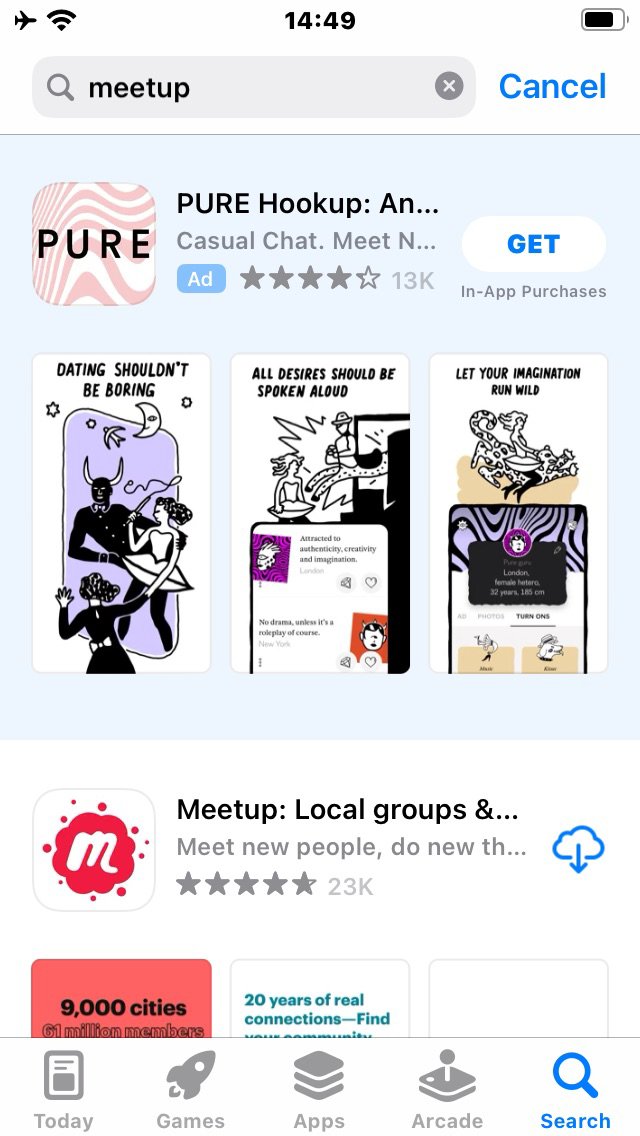 14:49
meetup
Cancel
PURE
PURE Hookup: An...
Casual Chat. Meet N...
GET
Ad
13K
In-App Purchases
DATING SHOULDN'T
BE BORING
ALL DESIRES SHOULD BE
SPOKEN ALOUD
Attracted to
authenticity, creativity
and imagination.
London
No drama, unless it's a
roleplay of course.
New York
LET YOUR IMAGINATION
RUN WILD
Pure guru
London,
female hetero,
32 years, 185 cm
AD PHOTOS TURN ONS
Music
Kiner
m
Meetup: Local groups &...
Meet new people, do new th...
23K
9,000 cities
61 million members
20 years of real
connections—Find
your community
Today
Games
Apps
Arcade
Search